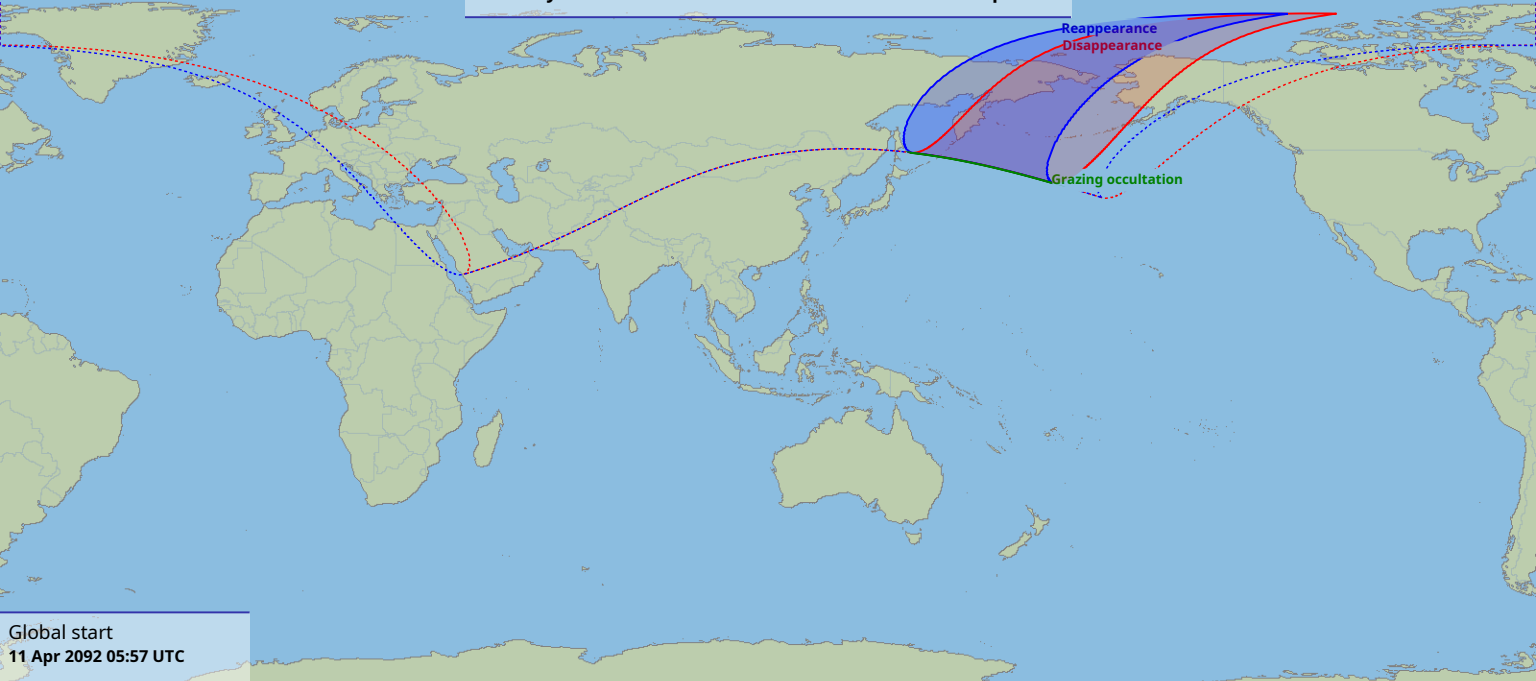 Reappearance
Disappearance
Grazing occultation
Global start
11 Apr 2092 05:57 UTC